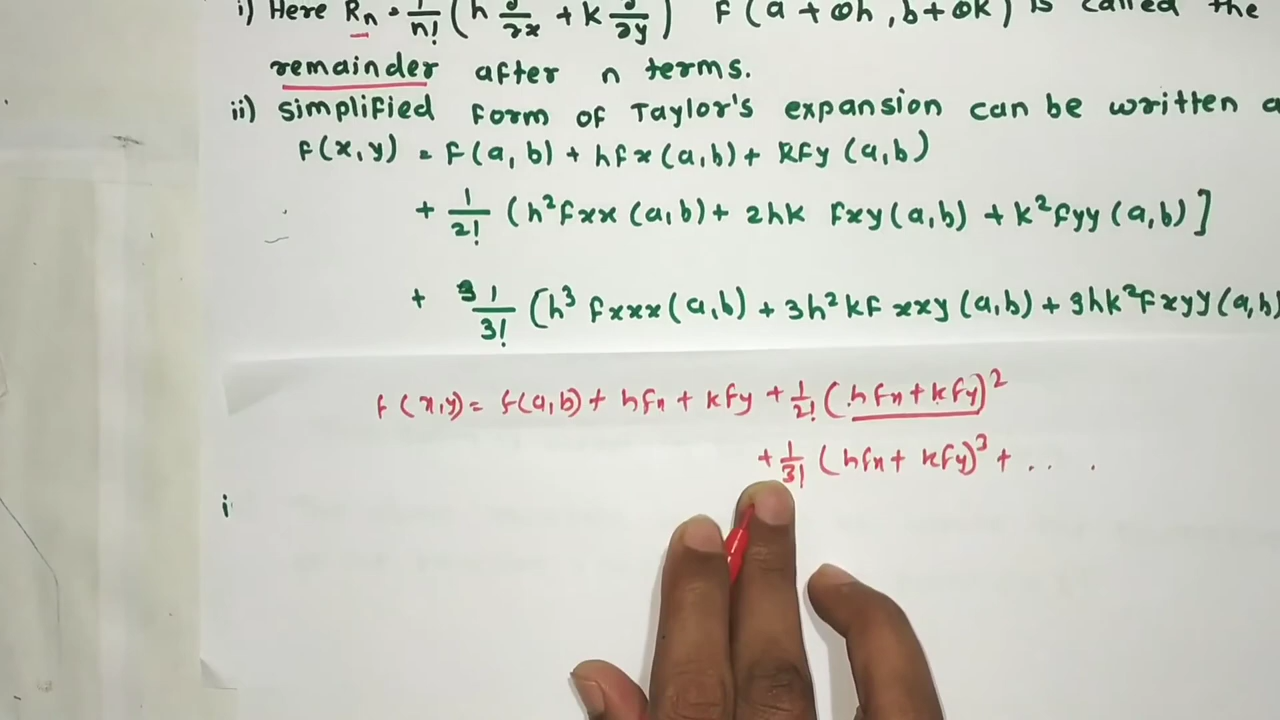 i) Here Rn = 1/n! (h ∂/∂x + k ∂/∂y) F(a+θh, b+θk) is called the
remainder after n terms.
ii) simplified form of Taylor's expansion can be written
f(x,y) = f(a,b) + hfx(a,b) + kfy(a,b)
+ 1/2! (h²fxx(a,b) + 2hk fxy(a,b) + k²fyy(a,b)]
+ 1/3! (h³ fxxx(a,b) + 3h²kf xxy(a,b) + 3hk²fxyy(a,b)
f(x,y) = f(a,b) + hfx + kfy + 1/2! (hfx + kfy)²
+ 1/3! (hfx + kfy)³ + .. .
i